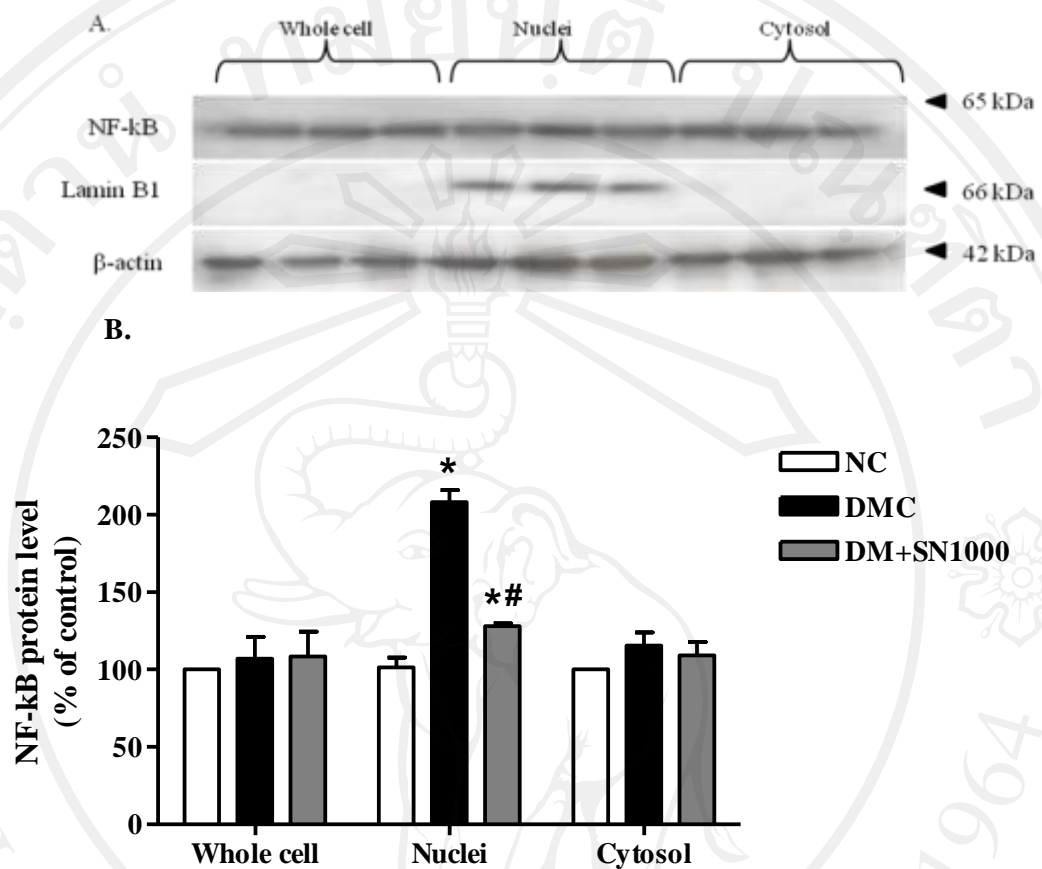 A.
Whole cell Nuclei Cytosol
NF-kB
65 kDa
Lamin B1
66 kDa
β-actin
42 kDa
B.
NF-kB protein level
(% of control)
250
200
150
100
50
0
*
*#
NC
DMC
DM+SN1000
Whole cell Nuclei Cytosol
1964